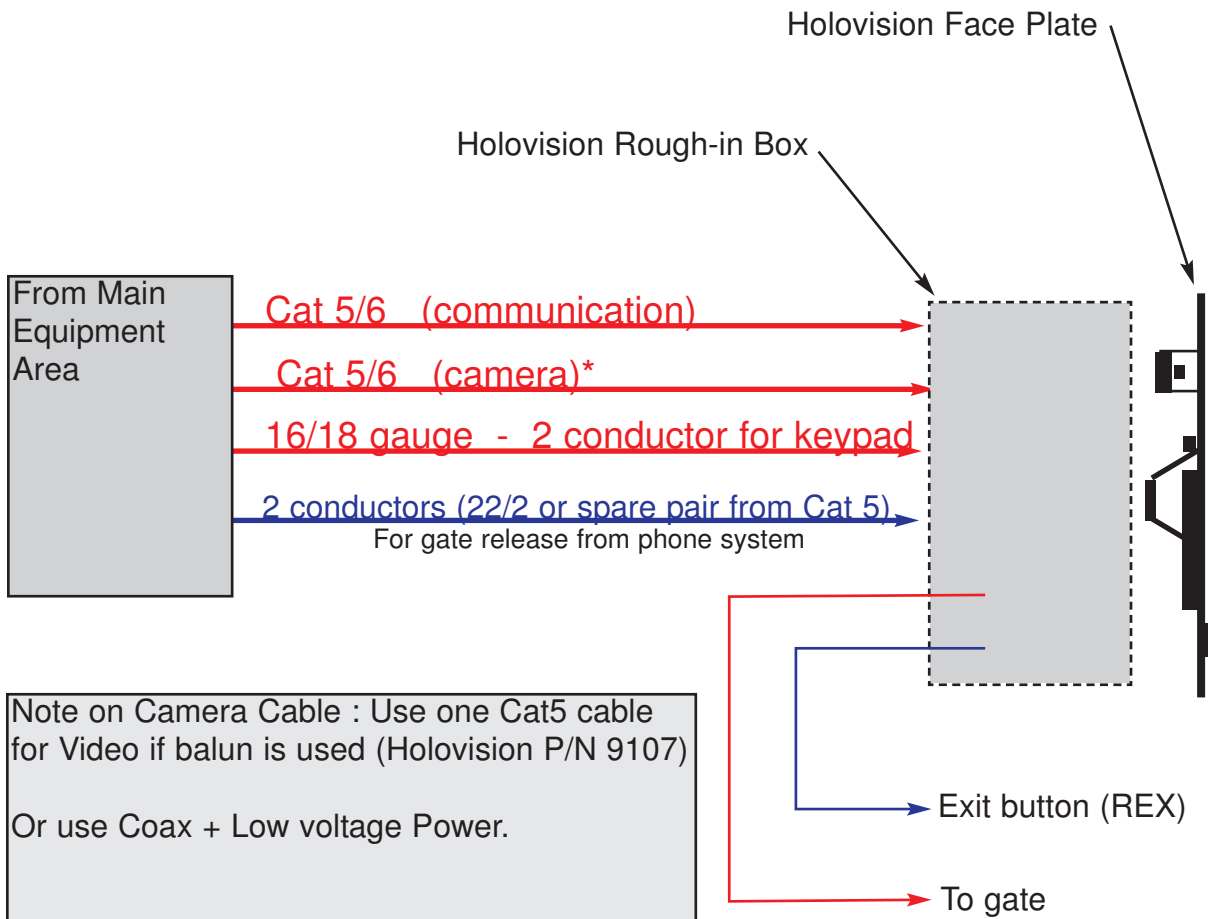 Holovision Face Plate
Holovision Rough-in Box
From Main
Equipment
Area
Cat 5/6 (communication)
Cat 5/6 (camera)*
16/18 gauge - 2 conductor for keypad
2 conductors (22/2 or spare pair from Cat 5)
For gate release from phone system
Note on Camera Cable : Use one Cat5 cable
for Video if balun is used (Holovision P/N 9107)
Or use Coax + Low voltage Power.
Exit button (REX)
To gate